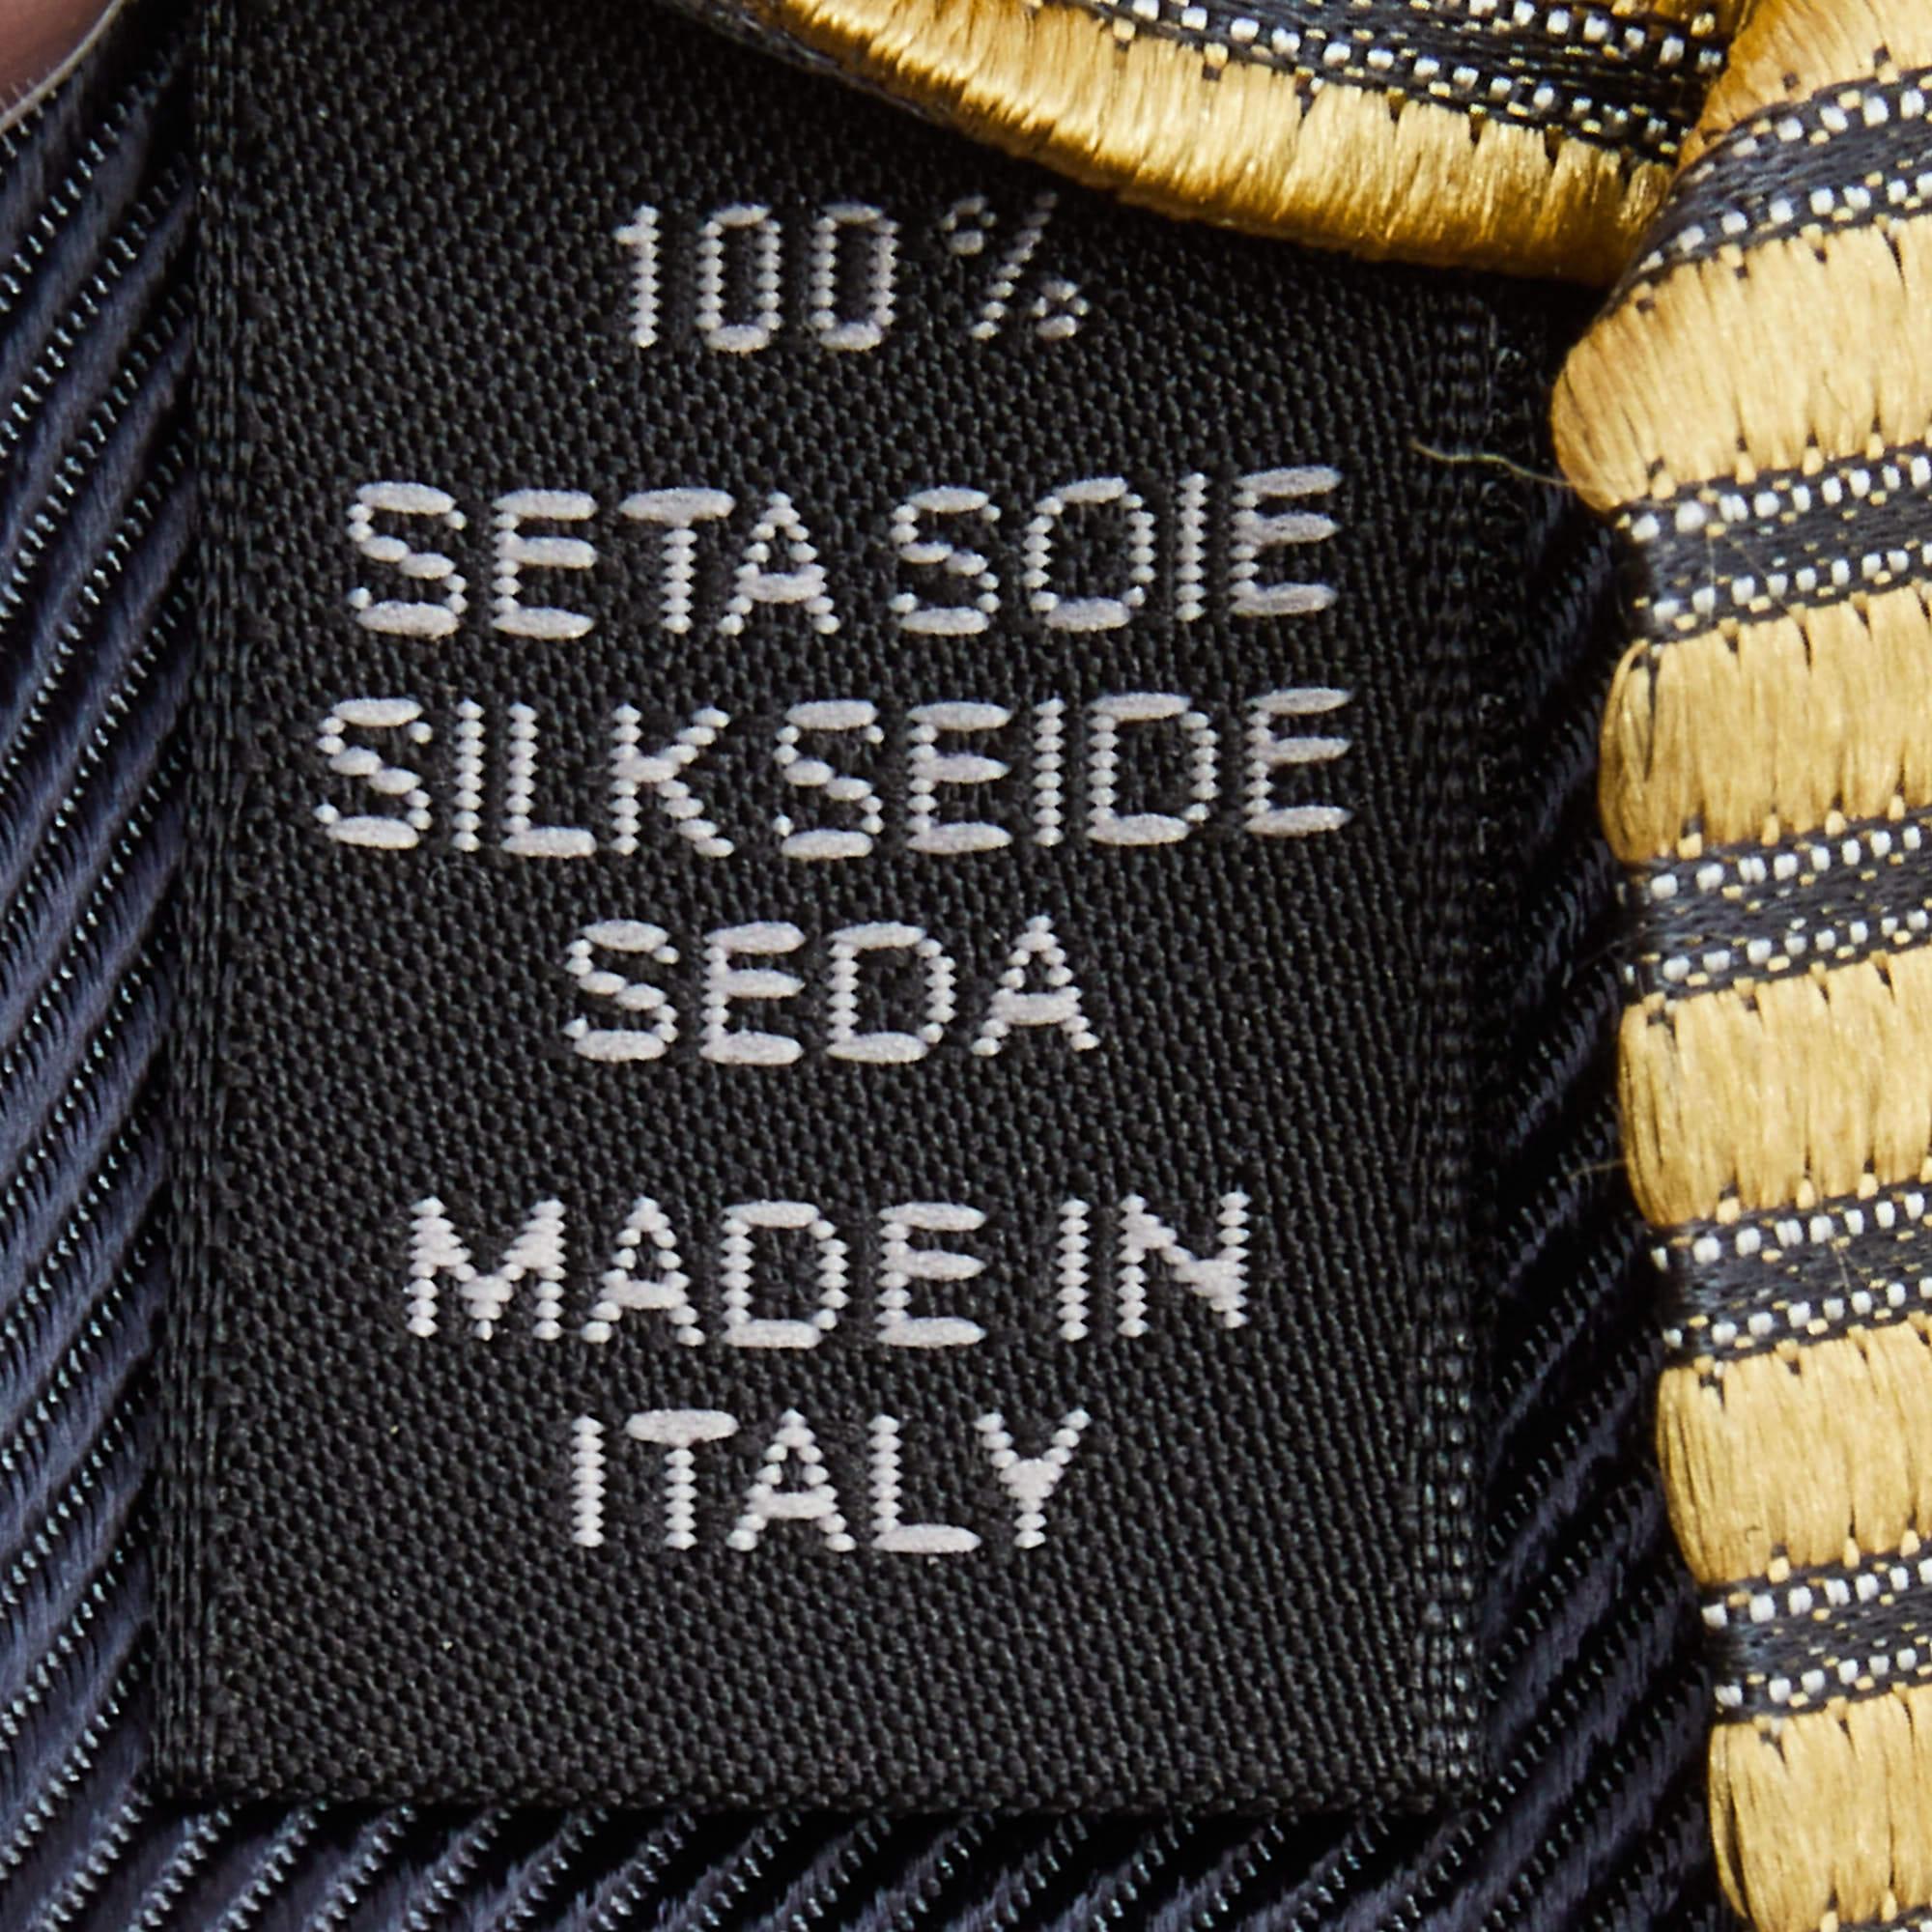 100%
SETA SOIE
SILK SEIDE
SEDA
MADE IN
ITALY